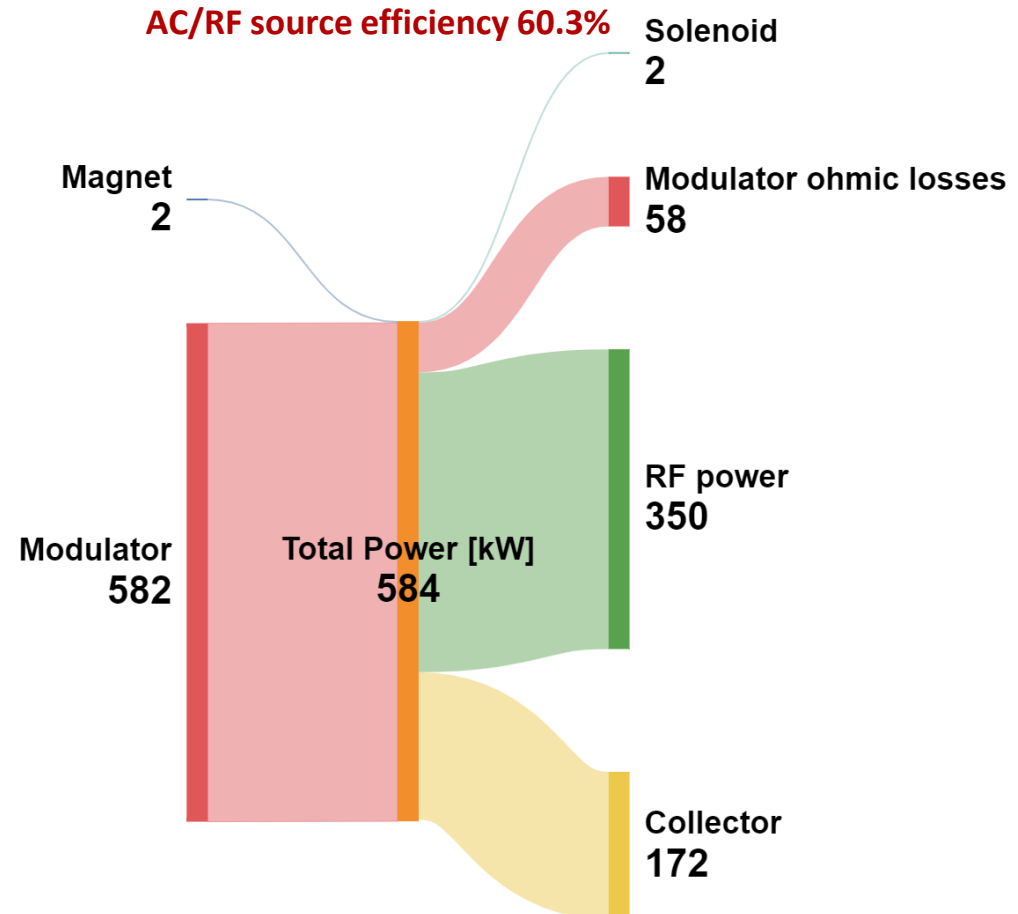 AC/RF source efficiency 60.3%
Solenoid
2
Magnet
2
Modulator ohmic losses
58
RF power
350
Modulator
582
Total Power [kW]
584
Collector
172